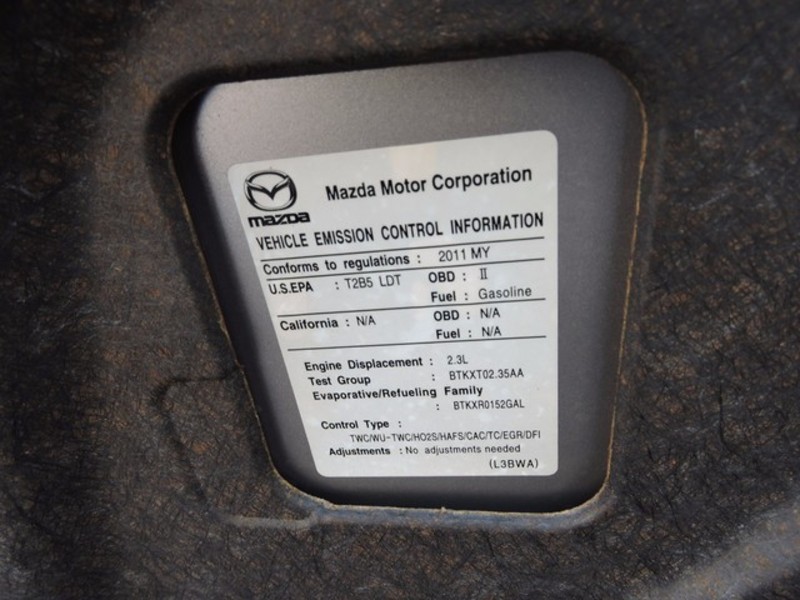 mazda
Mazda Motor Corporation
VEHICLE EMISSION CONTROL INFORMATION
Conforms to regulations : 2011 MY
U.S.EPA : T2B5 LDT OBD : II
Fuel : Gasoline
California : N/A OBD : N/A
Fuel : N/A
Engine Displacement : 2.3L
Test Group : BTKXT02.35AA
Evaporative/Refueling Family
: BTKXR0152GAL
Control Type :
TWC/WU-TWC/HO2S/HAFS/CAC/TC/EGR/DFI
Adjustments : No adjustments needed
(L3BWA)